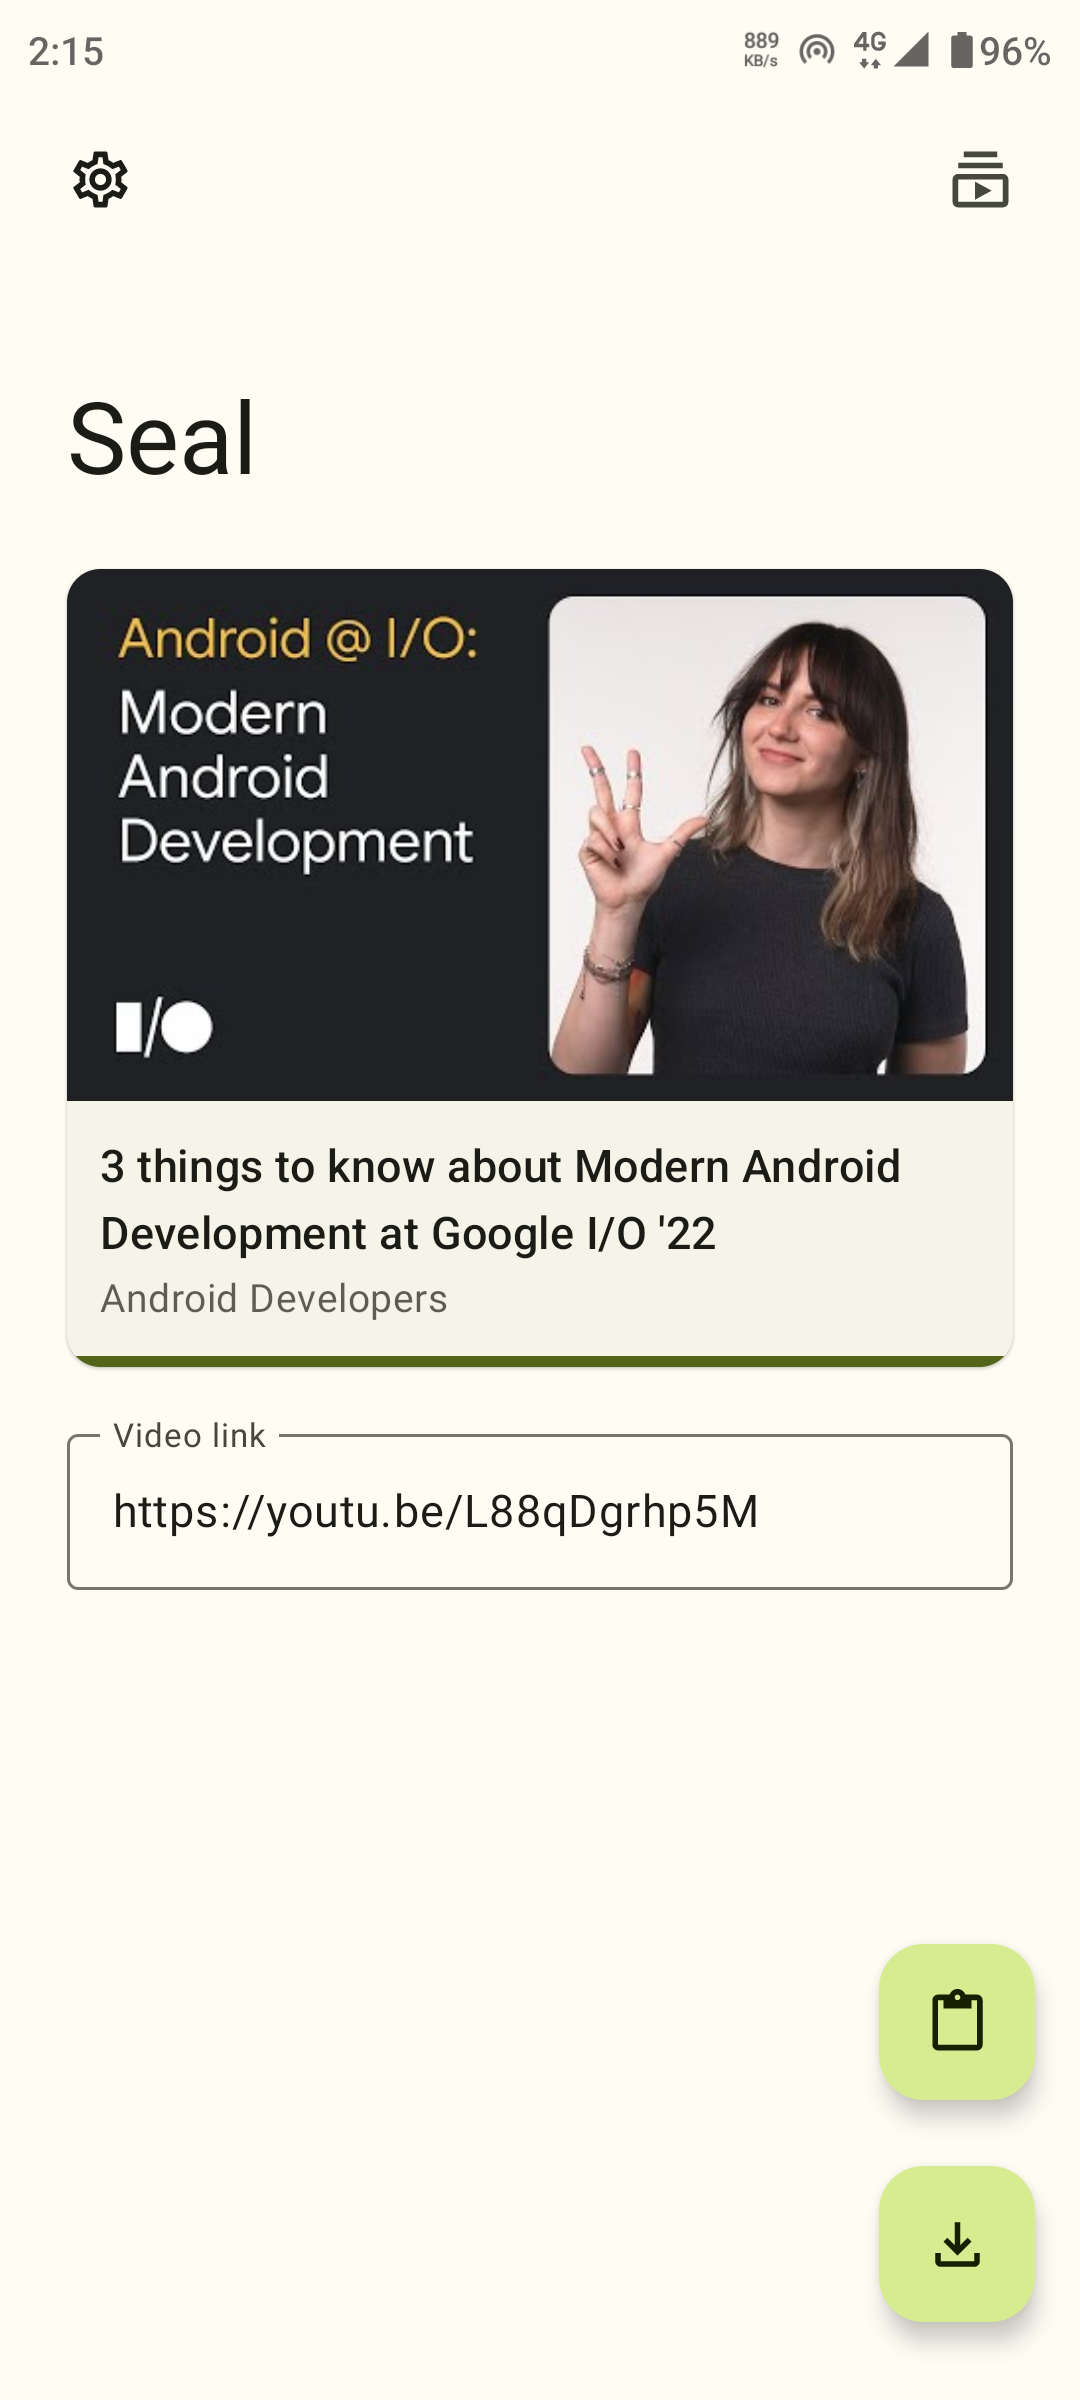 2:15
889
KB/s
4G
96%
Seal
Android @ I/O:
Modern
Android
Development
I/O
3 things to know about Modern Android
Development at Google I/O '22
Android Developers
Video link
https://youtu.be/L88qDgrhp5M